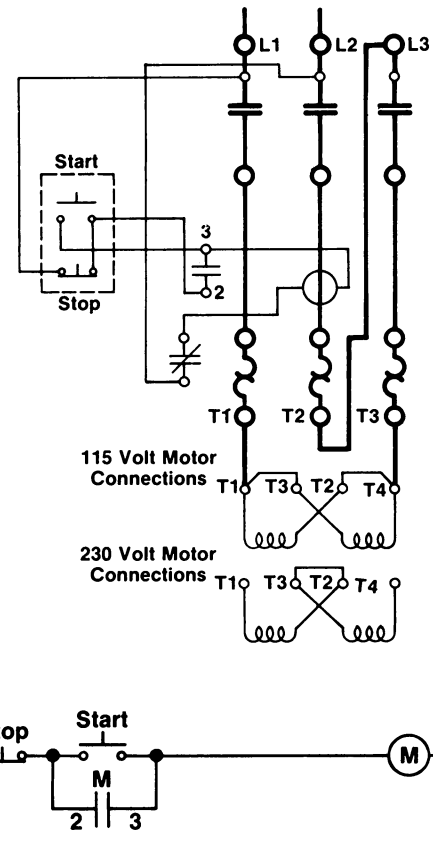 L1 L2 L3
Start
3
2
Stop
T1 T2 T3
115 Volt Motor
Connections
T1 T3 T2 T4
230 Volt Motor
Connections
T1 T3 T2 T4
Start
op
M
M
2 3